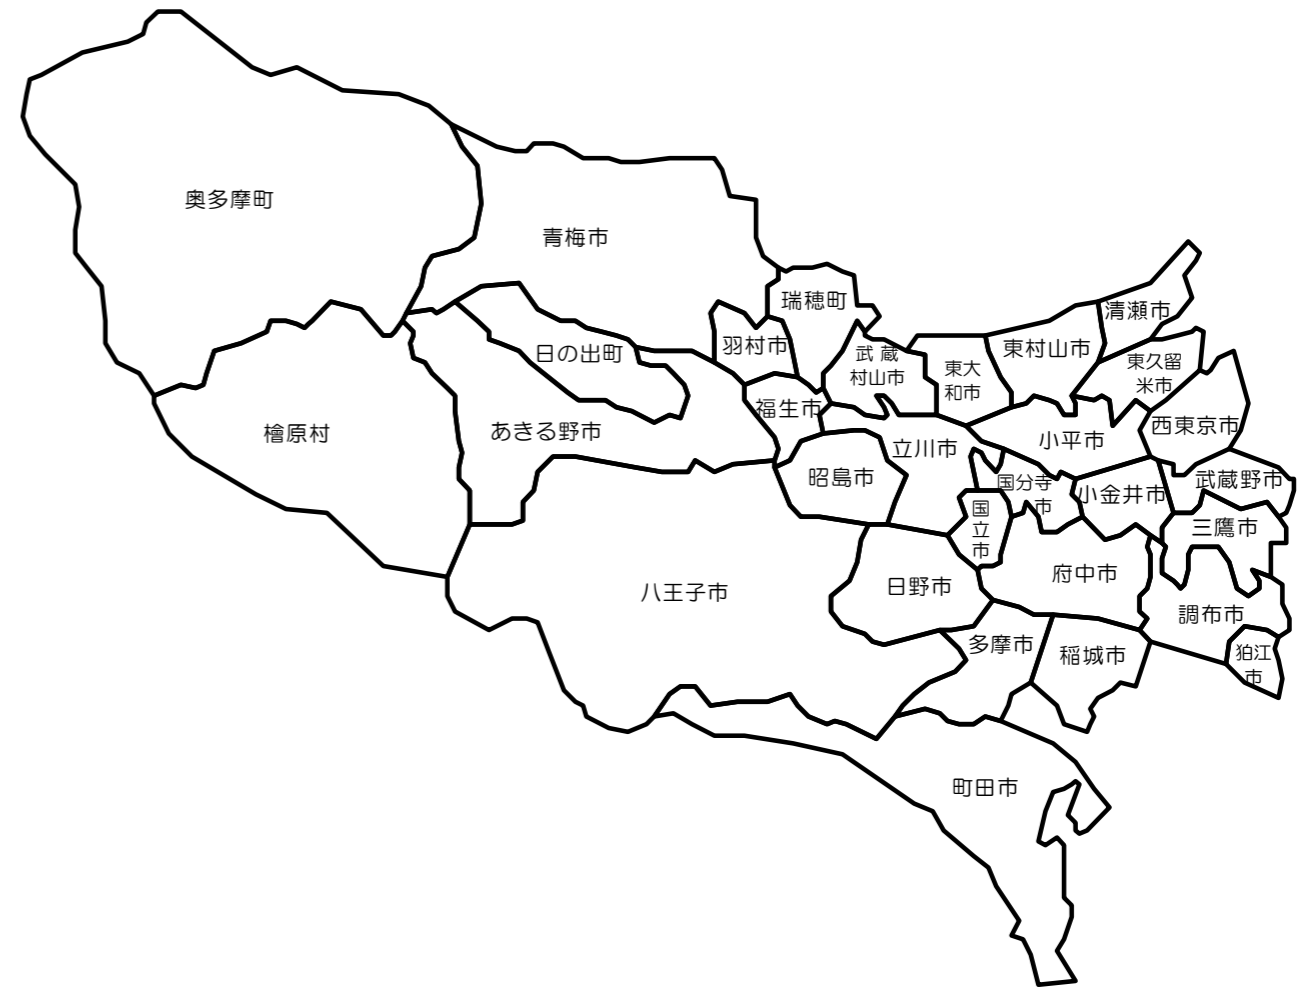 奥多摩町
青梅市
瑞穂町
清瀬市
羽村市
日の出町
武 蔵
村山市
東大
和市
東村山市
東久留
米市
檜原村
あきる野市
福生市
立川市
小平市
西東京市
昭島市
国分寺
市
小金井市
武蔵野市
国
立
市
三鷹市
八王子市
日野市
府中市
調布市
多摩市
稲城市
狛江
市
町田市